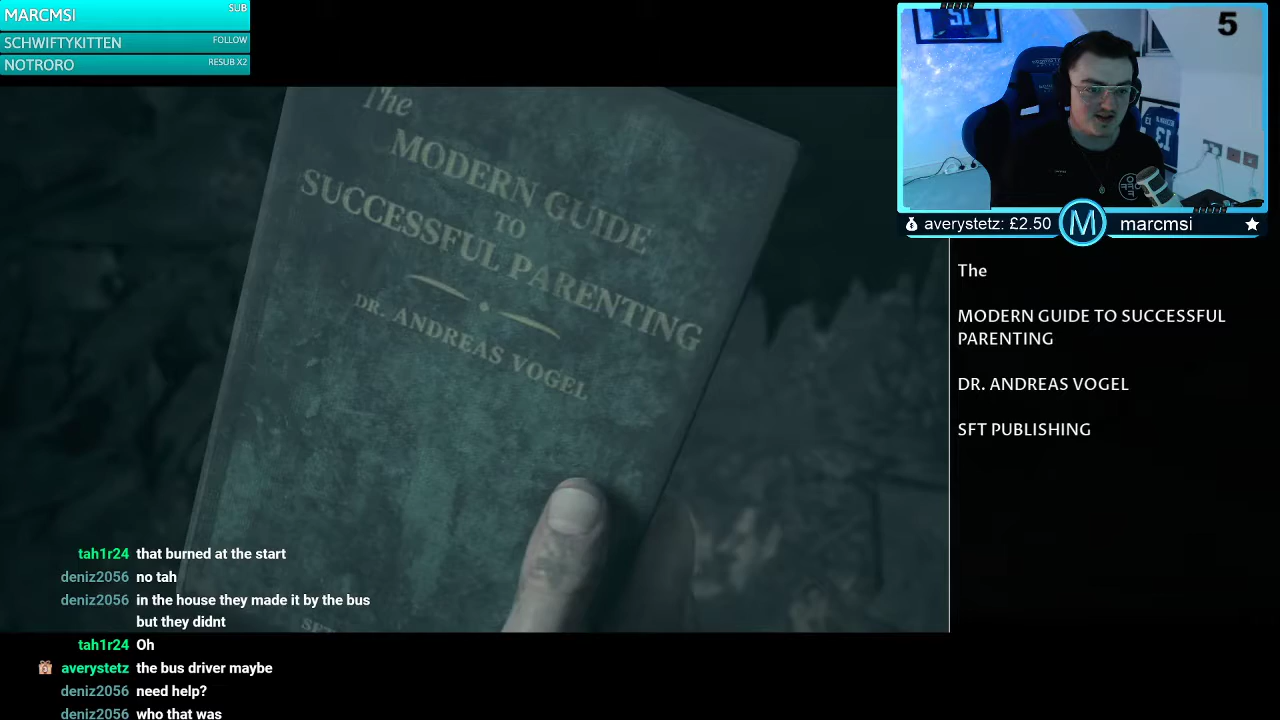 MARCMSI SUB
SCHWIFTYKITTEN FOLLOW
NOTRORO RESUB X2
5
The
MODERN GUIDE
TO
SUCCESSFUL PARENTING
DR. ANDREAS VOGEL
averystetz: £2.50 M marcmsi
The
MODERN GUIDE TO SUCCESSFUL
PARENTING
DR. ANDREAS VOGEL
SFT PUBLISHING
tah1r24 that burned at the start
deniz2056 no tah
deniz2056 in the house they made it by the bus
but they didnt
tah1r24 Oh
averystetz the bus driver maybe
deniz2056 need help?
deniz2056 who that was